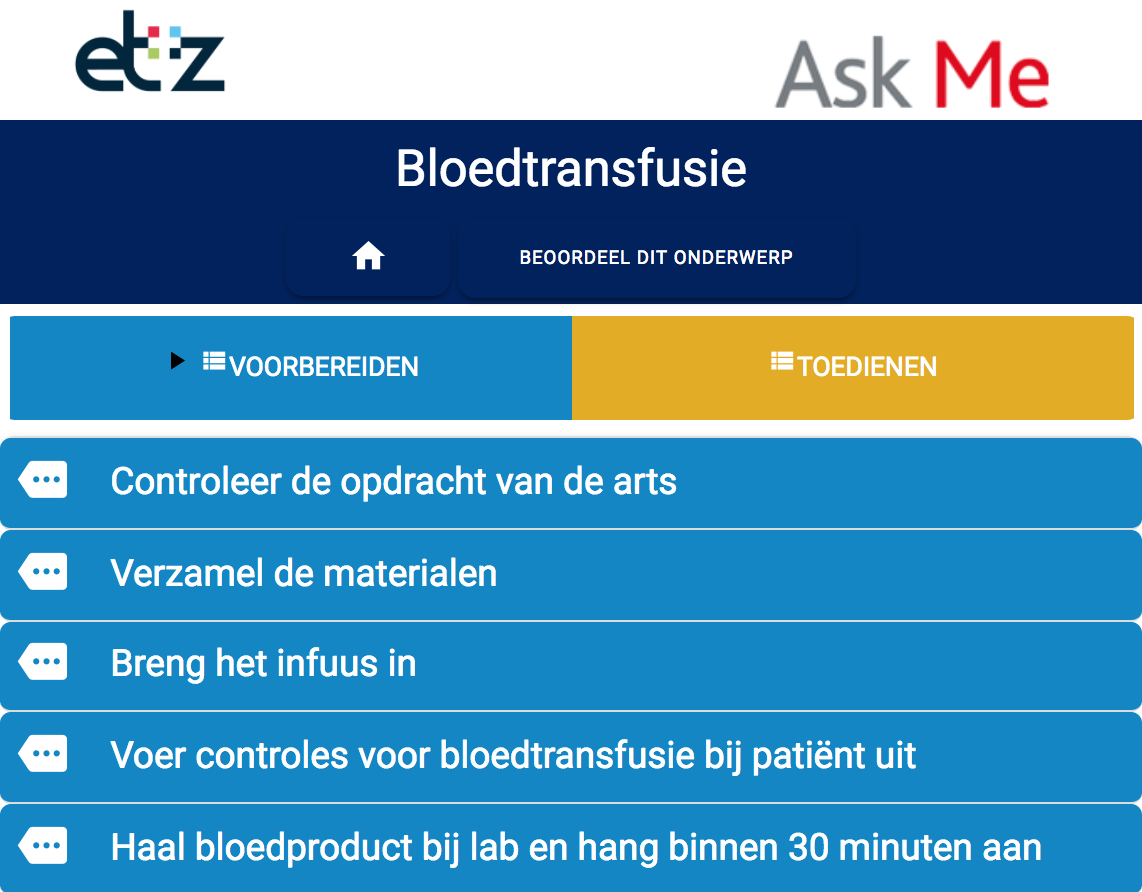 etz
Ask Me
Bloedtransfusie
BEOORDEEL DIT ONDERWERP
VOORBEREIDEN
TOEDIENEN
Controleer de opdracht van de arts
Verzamel de materialen
Breng het infuus in
Voer controles voor bloedtransfusie bij patiënt uit
Haal bloedproduct bij lab en hang binnen 30 minuten aan